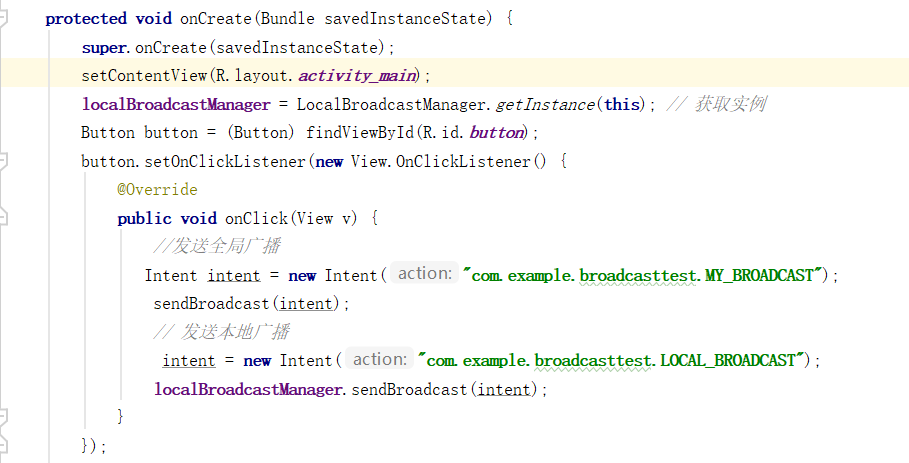 protected void onCreate(Bundle savedInstanceState) {
super.onCreate(savedInstanceState);
setContentView(R.layout.activity_main);
localBroadcastManager = LocalBroadcastManager.getInstance(this); // 获取实例
Button button = (Button) findViewById(R.id.button);
button.setOnClickListener(new View.OnClickListener() {
@Override
public void onClick(View v) {
//发送全局广播
Intent intent = new Intent( action: "com.example.broadcasttest.MY_BROADCAST");
sendBroadcast(intent);
// 发送本地广播
intent = new Intent( action: "com.example.broadcasttest.LOCAL_BROADCAST");
localBroadcastManager.sendBroadcast(intent);
}
});